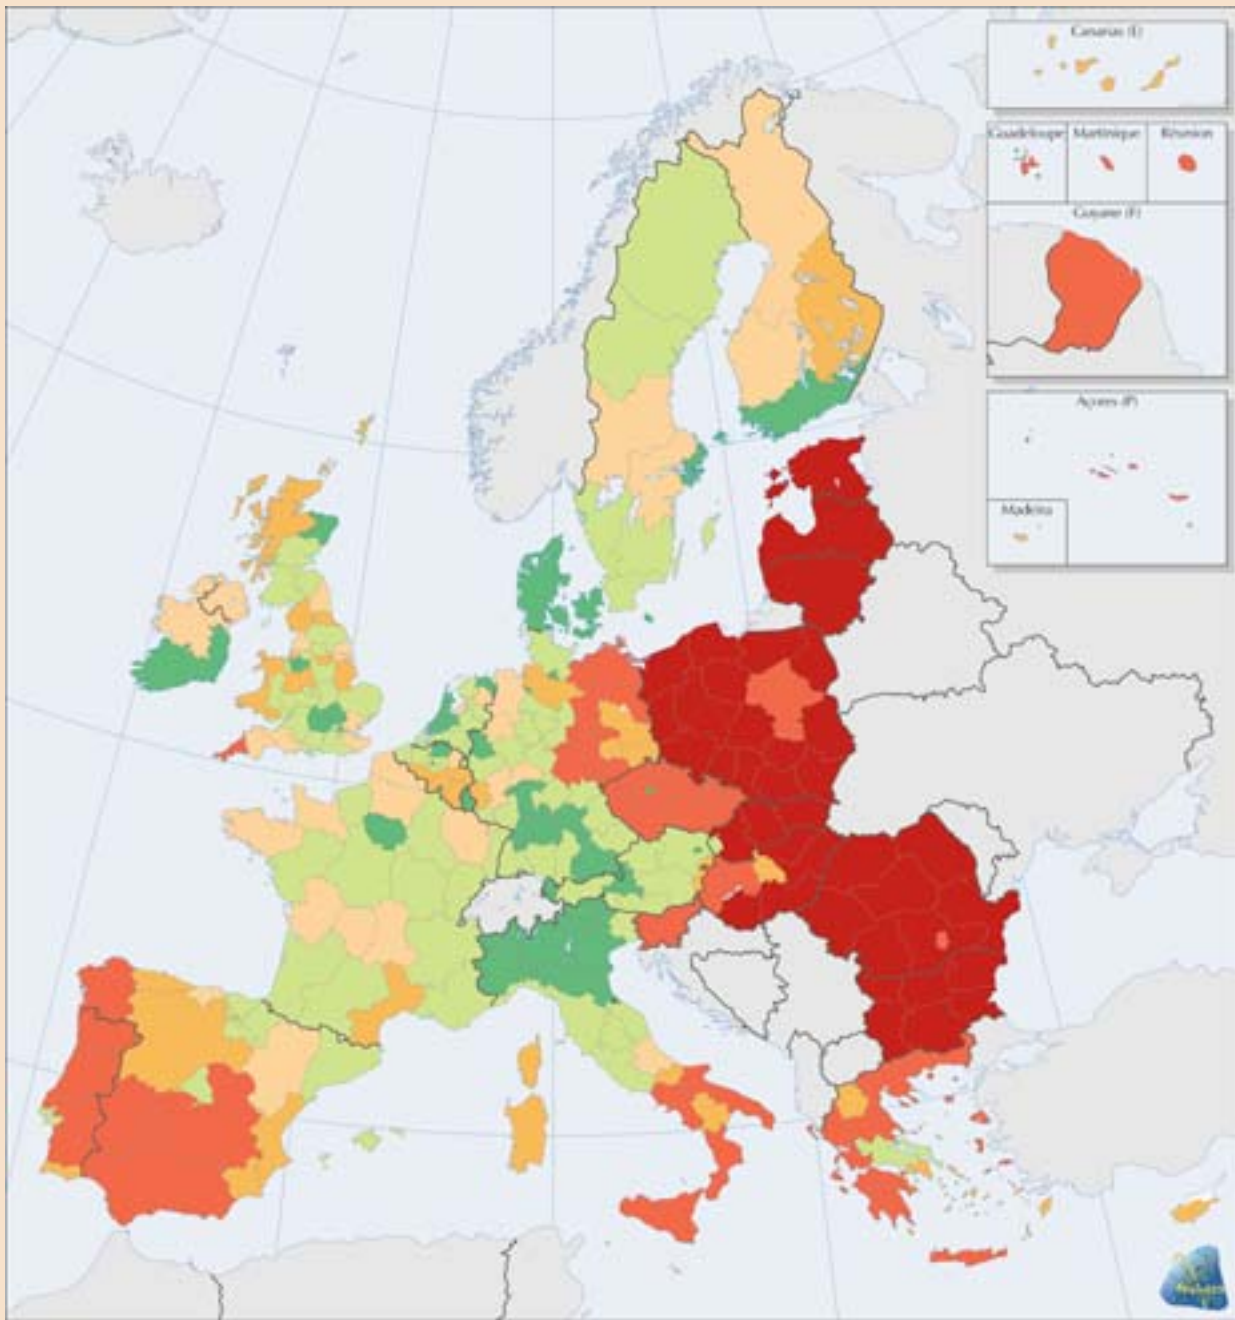 Canarias (E)
Guadeloupe
Martinique
Réunion
Guyane (F)
Açores (P)
Madeira